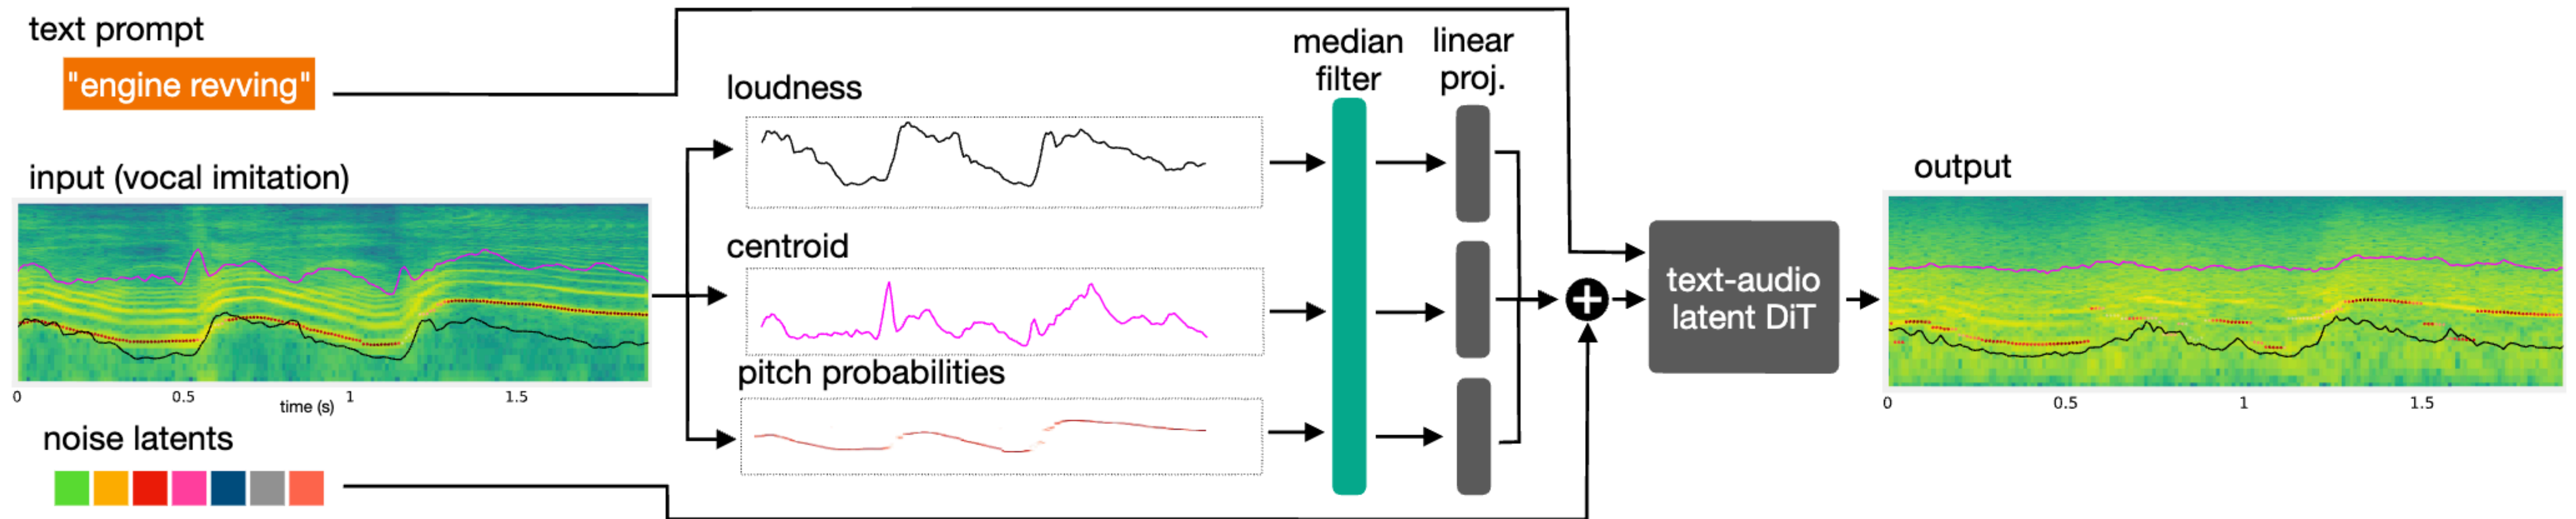 text prompt
"engine revving"
input (vocal imitation)
0
0.5
1
1.5
time (s)
noise latents
loudness
centroid
pitch probabilities
median
filter
linear
proj.
+
text-audio
latent DiT
output
0
0.5
1
1.5